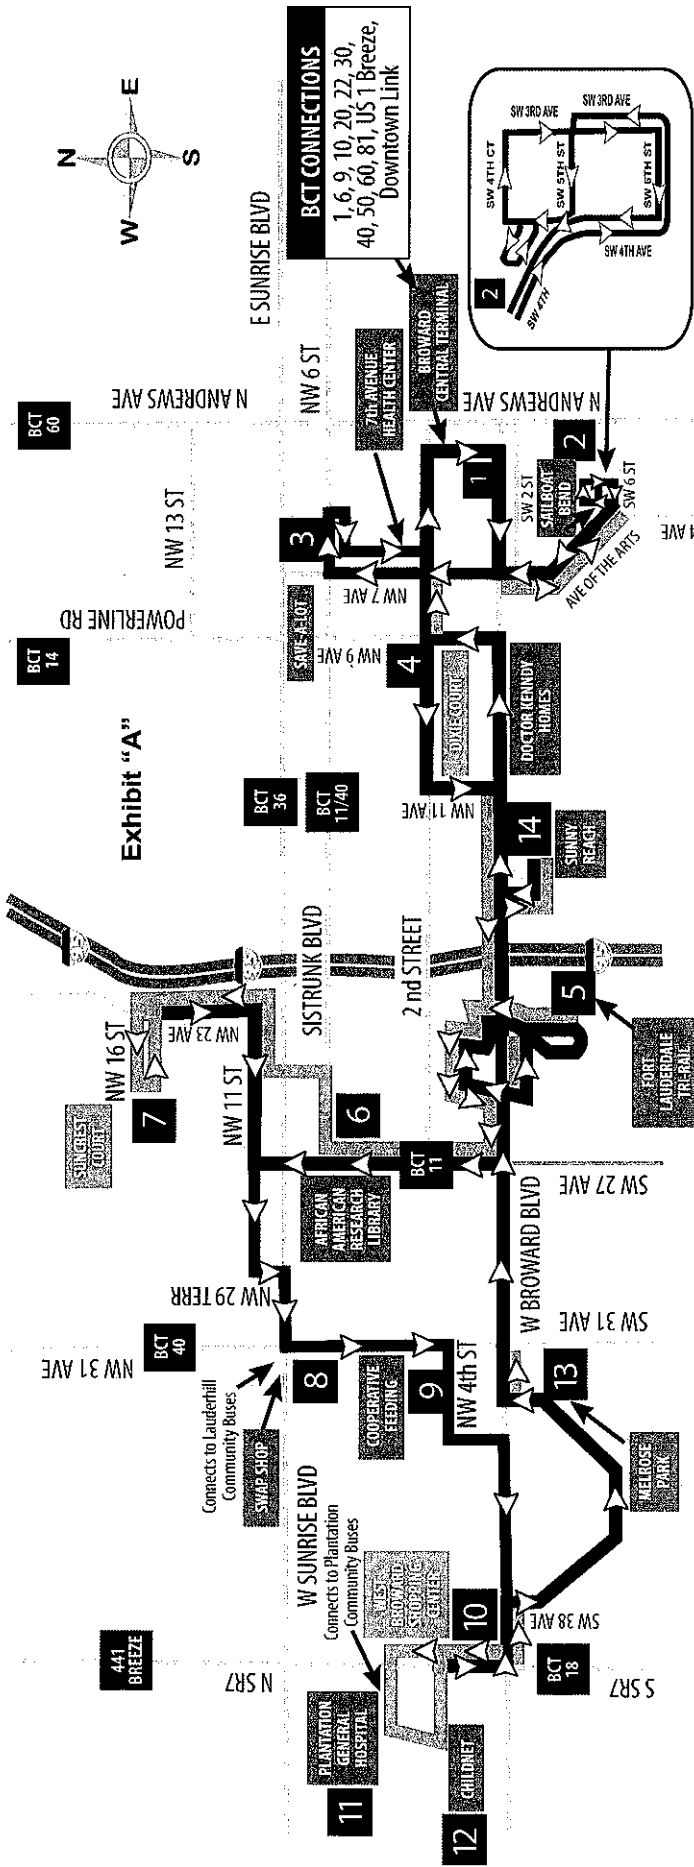 Exhibit "A"
N
E
S
W
BCT CONNECTIONS
1, 6, 9, 10, 20, 22, 30,
40, 50, 60, 81, US 1 Breeze,
Downtown Link
441
BREEZE
BCT
40
BCT
14
BCT
60
BCT
36
BCT
11/40
BCT
11
BCT
18
NW 31 AVE
NW 16 ST
NW 23 AVE
NW 11 ST
NW 29 TERR
POWERLINE RD
NW 13 ST
N ANDREWS AVE
E SUNRISE BLVD
NW 6 ST
SISTRUNK BLVD
2nd STREET
W SUNRISE BLVD
N SR7
S SR7
NW 4th ST
W BROWARD BLVD
SW 38 AVE
SW 31 AVE
SW 27 AVE
NW 11 AVE
NW 9 AVE
NW 7 AVE
N ANDREWS AVE
SW 2 ST
SW 6 ST
AVE OF THE ARTS
4 AVE
Connects to Lauderhill
Community Buses
SWAP SHOP
Connects to Plantation
Community Buses
PLANTATION
GENERAL
HOSPITAL
CHILDNET
WEST
BROWARD
SHOPPING
CENTER
COOPERATIVE
FEEDING
MELROSE
PARK
AFRICAN
AMERICAN
RESEARCH
LIBRARY
SUNCREST
COURT
FORT
LAUDERDALE
TRI-RAIL
SUNNY
REACH
DOCTOR KENNDY
HOMES
DIXIE COURT
SAVE-A-LOT
7TH AVENUE
HEALTH CENTER
BROWARD
CENTRAL TERMINAL
SAILBOAT
BEND
1
2
3
4
5
6
7
8
9
10
11
12
13
14
2
SW 4TH
SW 4TH CT
SW 3RD AVE
SW 5TH ST
SW 3RD AVE
SW 6TH ST
SW 4TH AVE